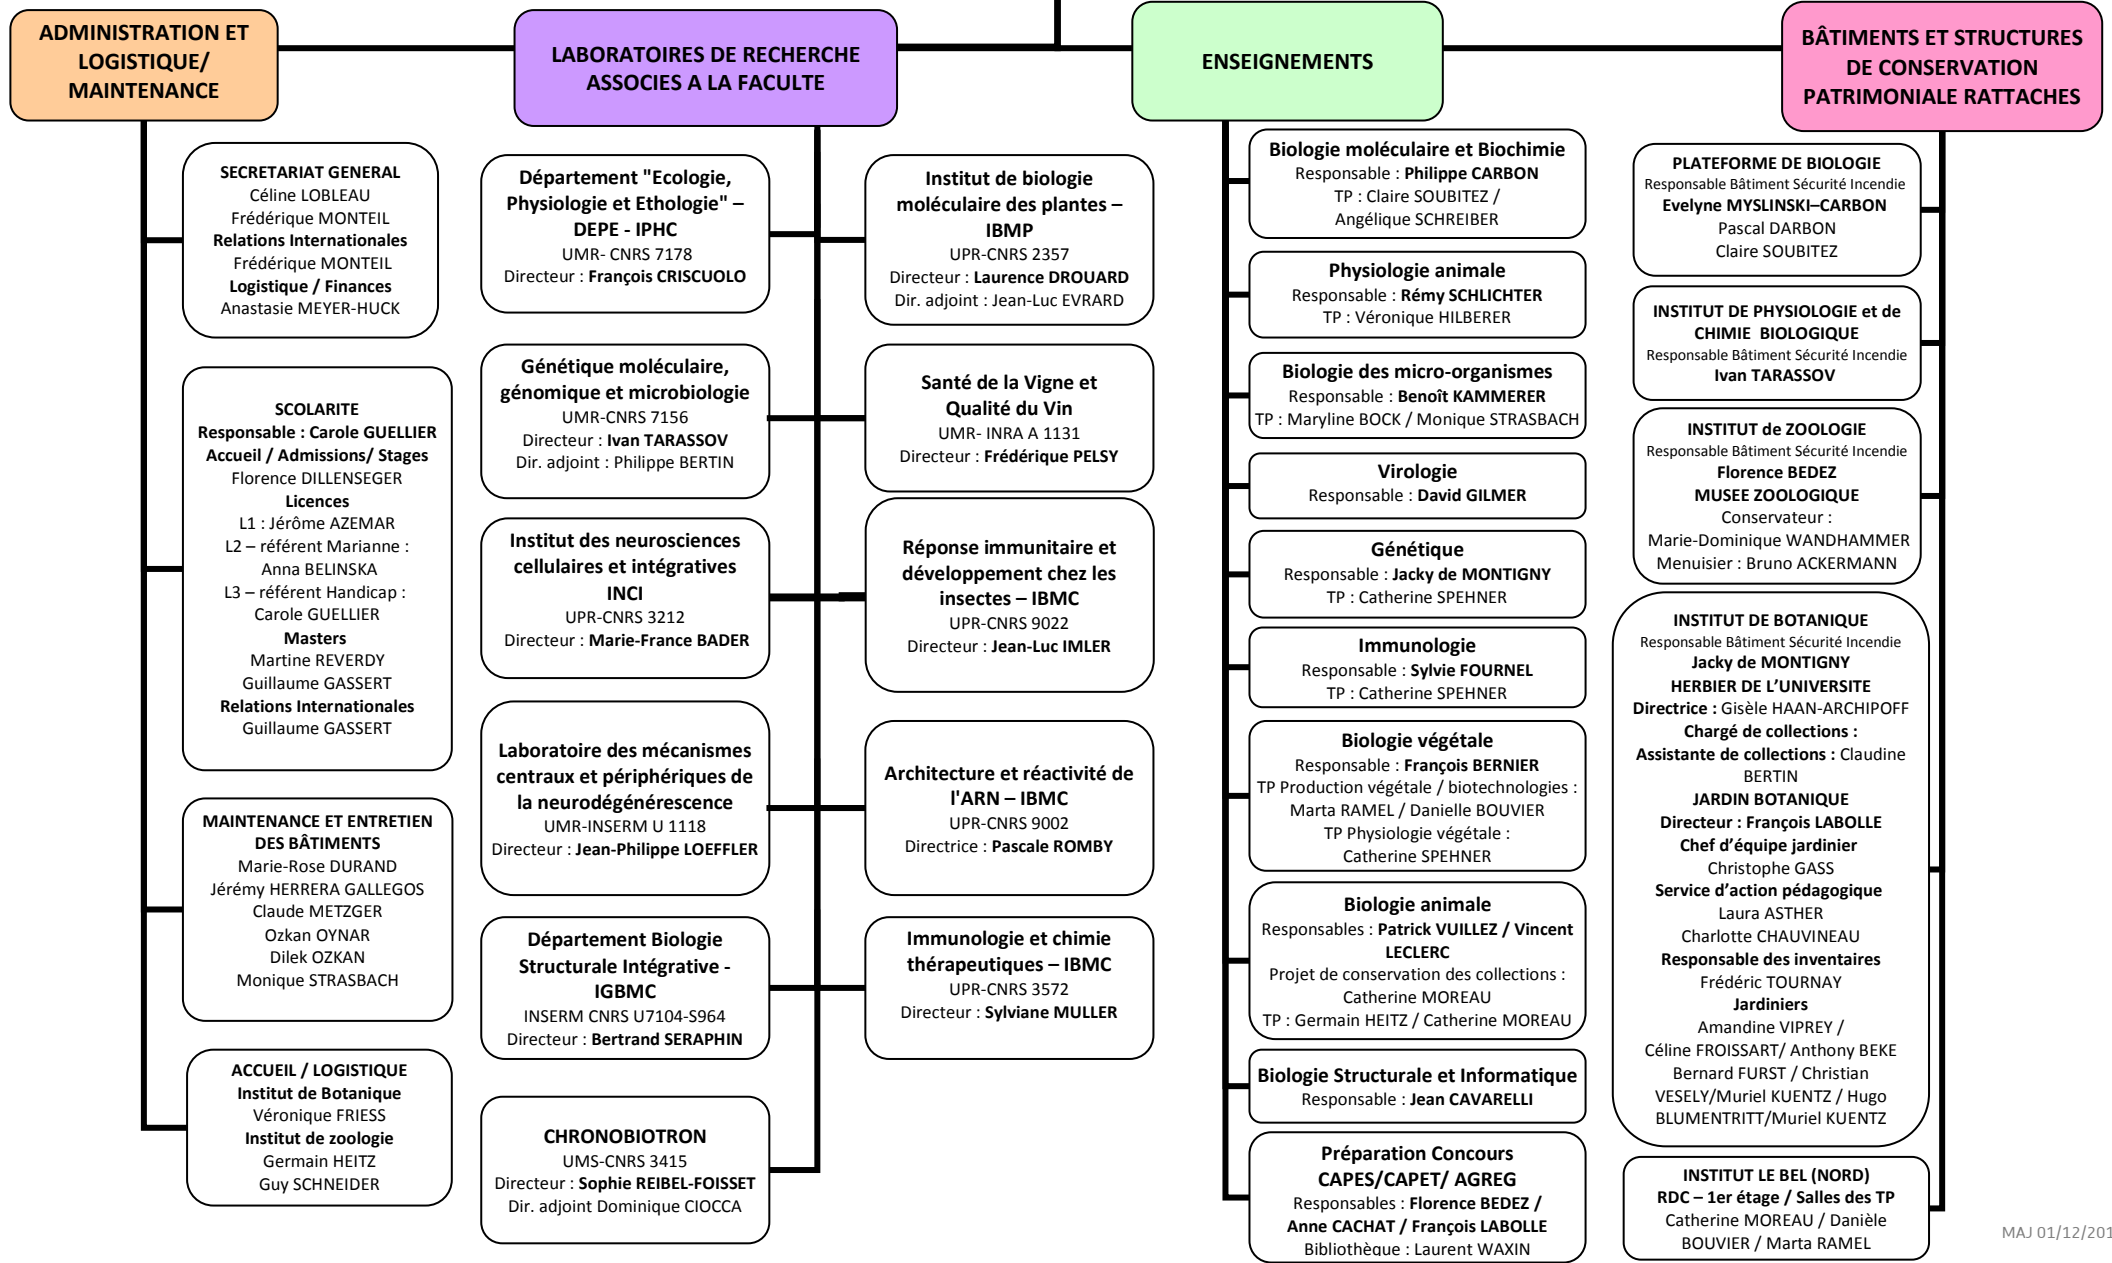 ADMINISTRATION ET
LOGISTIQUE/
MAINTENANCE
SECRETARIAT GENERAL
Céline LOBLEAU
Frédérique MONTEIL
Relations Internationales
Frédérique MONTEIL
Logistique / Finances
Anastasie MEYER-HUCK
SCOLARITE
Responsable : Carole GUELLIER
Accueil / Admissions/ Stages
Florence DILLENSEGER
Licences
L1 : Jérôme AZEMAR
L2 – référent Marianne :
Anna BELINSKA
L3 – référent Handicap :
Carole GUELLIER
Masters
Martine REVERDY
Guillaume GASSERT
Relations Internationales
Guillaume GASSERT
MAINTENANCE ET ENTRETIEN
DES BÂTIMENTS
Marie-Rose DURAND
Jérémy HERRERA GALLEGOS
Claude METZGER
Ozkan OYNAR
Dilek OZKAN
Monique STRASBACH
ACCUEIL / LOGISTIQUE
Institut de Botanique
Véronique FRIESS
Institut de zoologie
Germain HEITZ
Guy SCHNEIDER
LABORATOIRES DE RECHERCHE
ASSOCIES A LA FACULTE
Département "Ecologie,
Physiologie et Ethologie" –
DEPE - IPHC
UMR- CNRS 7178
Directeur : François CRISCUOLO
Génétique moléculaire,
génomique et microbiologie
UMR-CNRS 7156
Directeur : Ivan TARASSOV
Dir. adjoint : Philippe BERTIN
Institut des neurosciences
cellulaires et intégratives
INCI
UPR-CNRS 3212
Directeur : Marie-France BADER
Laboratoire des mécanismes
centraux et périphériques de
la neurodégénérescence
UMR-INSERM U 1118
Directeur : Jean-Philippe LOEFFLER
Département Biologie
Structurale Intégrative -
IGBMC
INSERM CNRS U7104-S964
Directeur : Bertrand SERAPHIN
CHRONOBIOTRON
UMS-CNRS 3415
Directeur : Sophie REIBEL-FOISSET
Dir. adjoint Dominique CIOCCA
Institut de biologie
moléculaire des plantes –
IBMP
UPR-CNRS 2357
Directeur : Laurence DROUARD
Dir. adjoint : Jean-Luc EVRARD
Santé de la Vigne et
Qualité du Vin
UMR- INRA A 1131
Directeur : Frédérique PELSY
Réponse immunitaire et
développement chez les
insectes – IBMC
UPR-CNRS 9022
Directeur : Jean-Luc IMLER
Architecture et réactivité de
l'ARN – IBMC
UPR-CNRS 9002
Directrice : Pascale ROMBY
Immunologie et chimie
thérapeutiques – IBMC
UPR-CNRS 3572
Directeur : Sylviane MULLER
ENSEIGNEMENTS
Biologie moléculaire et Biochimie
Responsable : Philippe CARBON
TP : Claire SOUBITEZ /
Angélique SCHREIBER
Physiologie animale
Responsable : Rémy SCHLICHTER
TP : Véronique HILBERER
Biologie des micro-organismes
Responsable : Benoît KAMMERER
TP : Maryline BOCK / Monique STRASBACH
Virologie
Responsable : David GILMER
Génétique
Responsable : Jacky de MONTIGNY
TP : Catherine SPEHNER
Immunologie
Responsable : Sylvie FOURNEL
TP : Catherine SPEHNER
Biologie végétale
Responsable : François BERNIER
TP Production végétale / biotechnologies :
Marta RAMEL / Danielle BOUVIER
TP Physiologie végétale :
Catherine SPEHNER
Biologie animale
Responsables : Patrick VUILLEZ / Vincent
LECLERC
Projet de conservation des collections :
Catherine MOREAU
TP : Germain HEITZ / Catherine MOREAU
Biologie Structurale et Informatique
Responsable : Jean CAVARELLI
Préparation Concours
CAPES/CAPET/ AGREG
Responsables : Florence BEDEZ /
Anne CACHAT / François LABOLLE
Bibliothèque : Laurent WAXIN
BÂTIMENTS ET STRUCTURES
DE CONSERVATION
PATRIMONIALE RATTACHES
PLATEFORME DE BIOLOGIE
Responsable Bâtiment Sécurité Incendie
Evelyne MYSLINSKI–CARBON
Pascal DARBON
Claire SOUBITEZ
INSTITUT DE PHYSIOLOGIE et de
CHIMIE BIOLOGIQUE
Responsable Bâtiment Sécurité Incendie
Ivan TARASSOV
INSTITUT de ZOOLOGIE
Responsable Bâtiment Sécurité Incendie
Florence BEDEZ
MUSEE ZOOLOGIQUE
Conservateur :
Marie-Dominique WANDHAMMER
Menuisier : Bruno ACKERMANN
INSTITUT DE BOTANIQUE
Responsable Bâtiment Sécurité Incendie
Jacky de MONTIGNY
HERBIER DE L’UNIVERSITE
Directrice : Gisèle HAAN-ARCHIPOFF
Chargé de collections :
Assistante de collections : Claudine
BERTIN
JARDIN BOTANIQUE
Directeur : François LABOLLE
Chef d’équipe jardinier
Christophe GASS
Service d’action pédagogique
Laura ASTHER
Charlotte CHAUVINEAU
Responsable des inventaires
Frédéric TOURNAY
Jardiniers
Amandine VIPREY /
Céline FROISSART/ Anthony BEKE
Bernard FURST / Christian
VESELY/Muriel KUENTZ / Hugo
BLUMENTRITT/Muriel KUENTZ
INSTITUT LE BEL (NORD)
RDC – 1er étage / Salles des TP
Catherine MOREAU / Danièle
BOUVIER / Marta RAMEL
MAJ 01/12/201